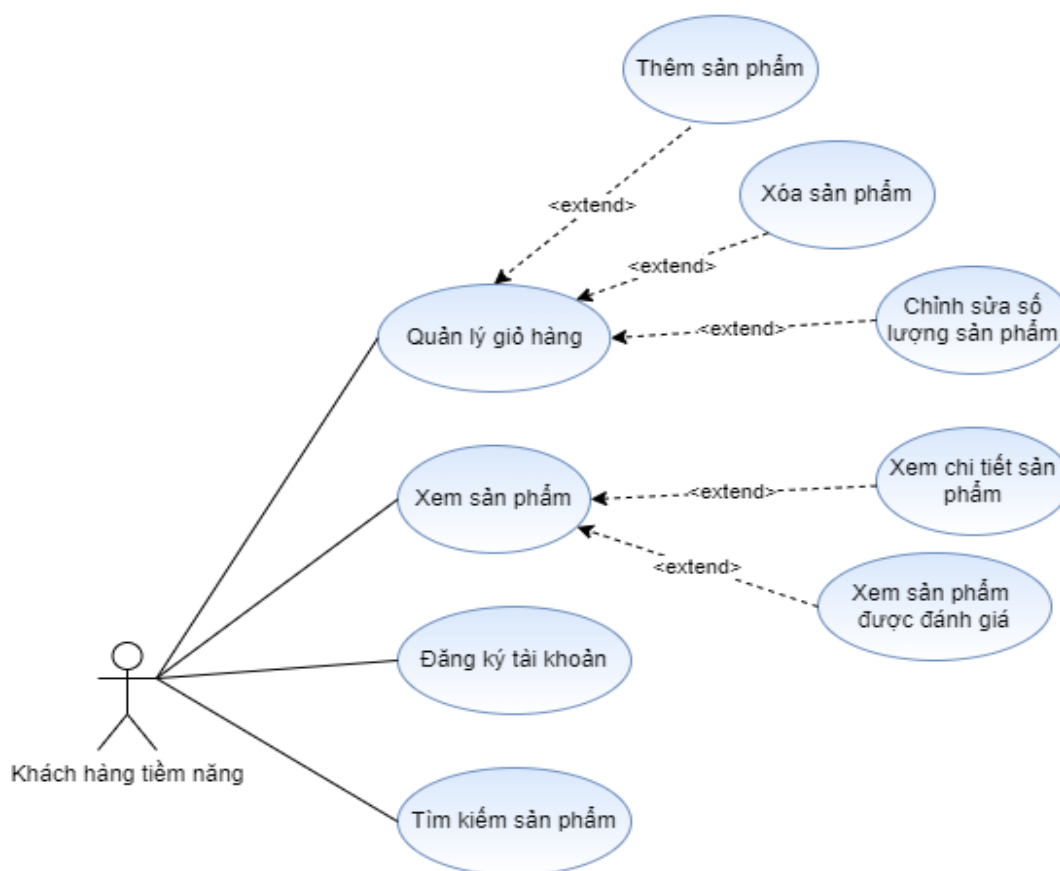 Thêm sản phẩm
<extend>
Xóa sản phẩm
<extend>
Quản lý giỏ hàng
<extend>
Chỉnh sửa số
lượng sản phẩm
Xem sản phẩm
<extend>
Xem chi tiết sản
phẩm
<extend>
Xem sản phẩm
được đánh giá
Đăng ký tài khoản
Khách hàng tiềm năng
Tìm kiếm sản phẩm